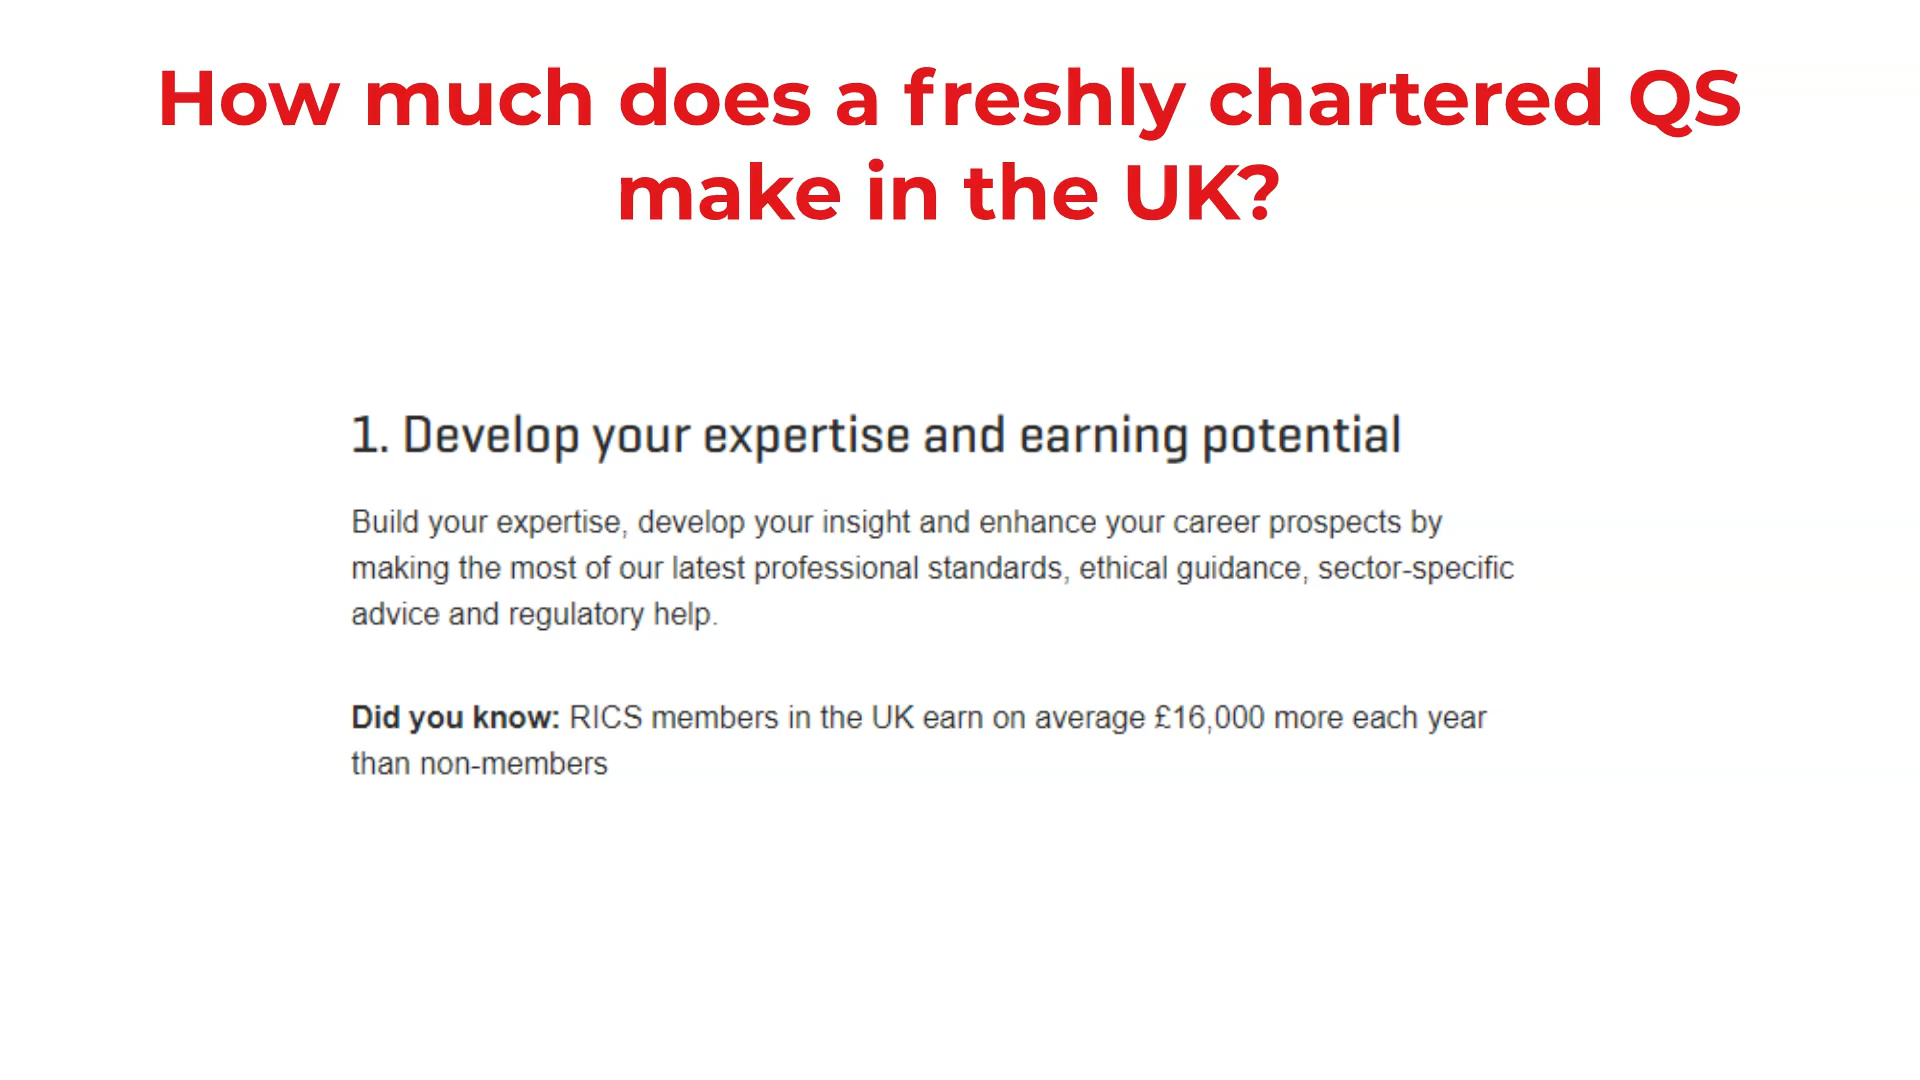 How much does a freshly chartered QS
make in the UK?
1. Develop your expertise and earning potential
Build your expertise, develop your insight and enhance your career prospects by
making the most of our latest professional standards, ethical guidance, sector-specific
advice and regulatory help.
Did you know: RICS members in the UK earn on average £16,000 more each year
than non-members